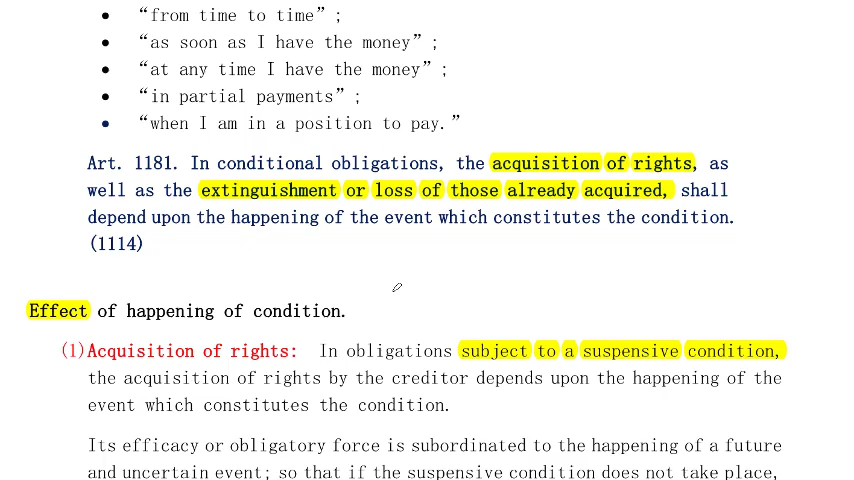 • “from time to time”;
• “as soon as I have the money”;
• “at any time I have the money”;
• “in partial payments”;
• “when I am in a position to pay.”
Art. 1181. In conditional obligations, the acquisition of rights, as
well as the extinguishment or loss of those already acquired, shall
depend upon the happening of the event which constitutes the condition.
(1114)
Effect of happening of condition.
(1)Acquisition of rights: In obligations subject to a suspensive condition,
the acquisition of rights by the creditor depends upon the happening of the
event which constitutes the condition.
Its efficacy or obligatory force is subordinated to the happening of a future
and uncertain event; so that if the suspensive condition does not take place,